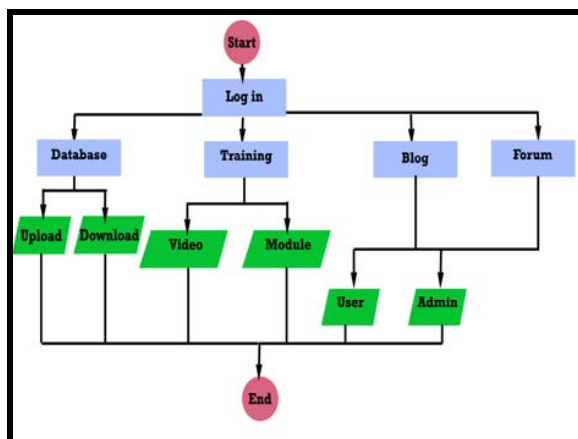 Start
Log in
Database
Training
Blog
Forum
Upload
Download
Video
Module
User
Admin
End